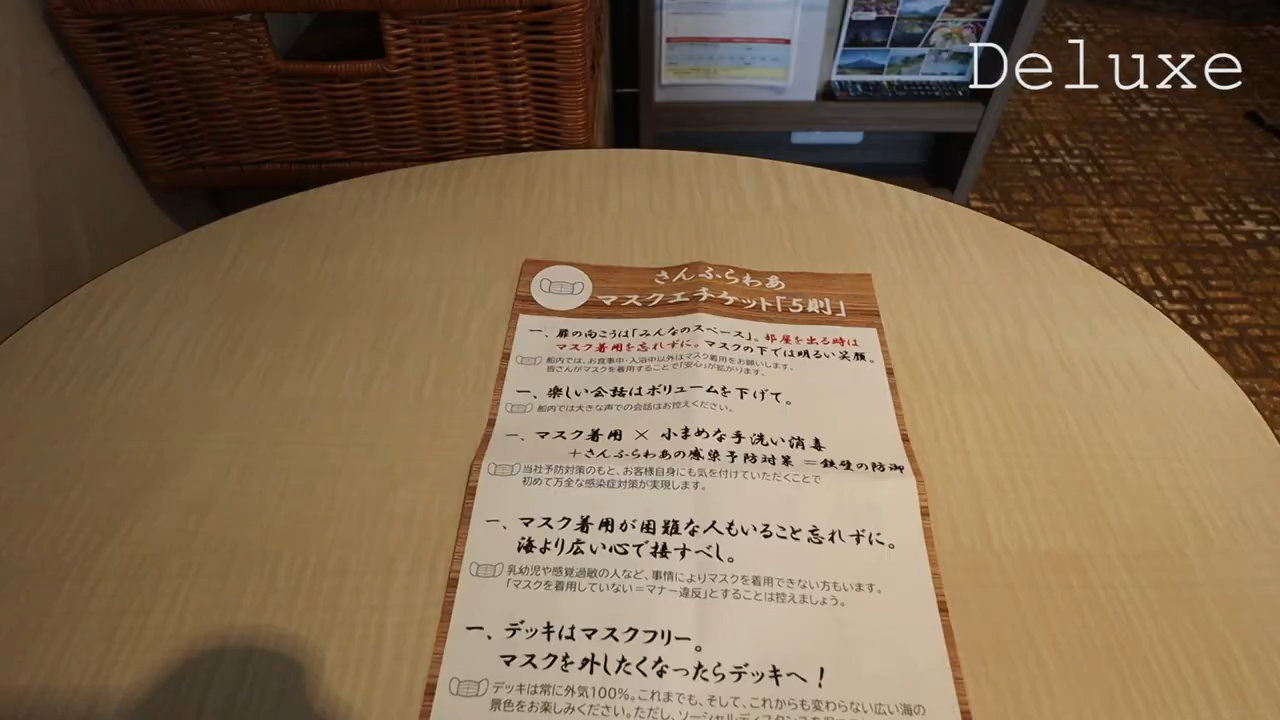 Deluxe
さんふらわあ
マスクエチケット「5則」
一、扉の向こうは「みんなのスペース」。部屋を出る時は
マスク着用を忘れずに。マスクの下では明るい笑顔。
船内では、お食事中・入浴中以外はマスク着用をお願いします。
皆さんがマスクを着用することで「安心」が拡がります。
一、楽しい会話はボリュームを下げて。
船内では大きな声での会話はお控えください。
一、マスク着用 × 小まめな手洗い消毒
＋さんふらわあの感染予防対策 ＝鉄壁の防御
当社予防対策のもと、お客様自身にも気を付けていただくことで
初めて万全な感染症対策が実現します。
一、マスク着用が困難な人もいること忘れずに。
海より広い心で接すべし。
乳幼児や感覚過敏の人など、事情によりマスクを着用できない方もいます。
「マスクを着用していない＝マナー違反」とすることは控えましょう。
一、デッキはマスクフリー。
マスクを外したくなったらデッキへ！
デッキは常に外気100%。これまでも、そして、これからも変わらない広い海の
景色をお楽しみください。ただし、ソーシャルディスタンスを